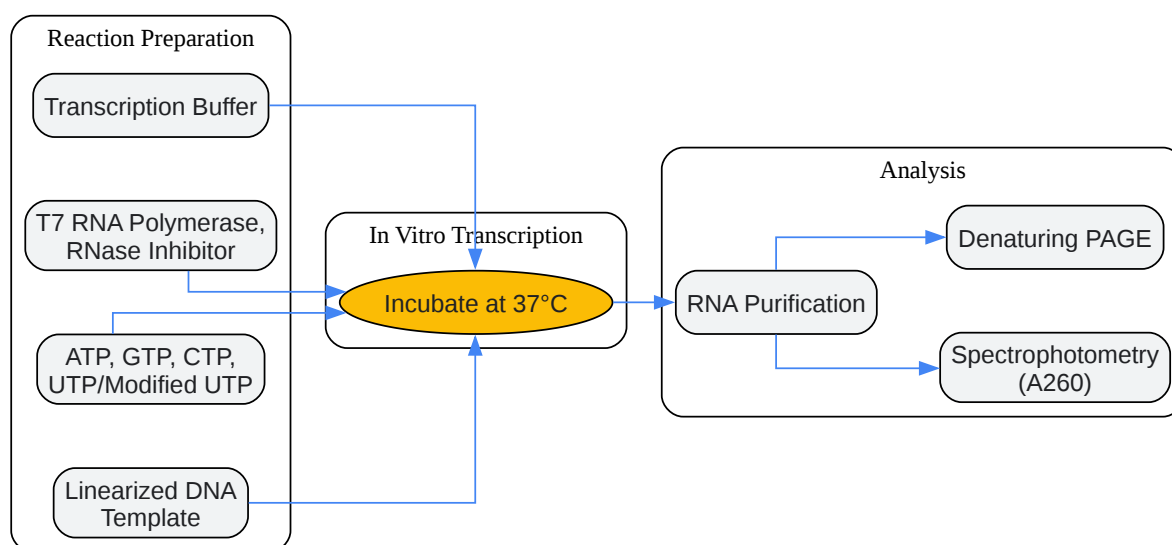 Reaction Preparation
Transcription Buffer
T7 RNA Polymerase,
RNase Inhibitor
ATP, GTP, CTP,
UTP/Modified UTP
Linearized DNA
Template
In Vitro Transcription
Incubate at 37°C
Analysis
RNA Purification
Denaturing PAGE
Spectrophotometry
(A260)